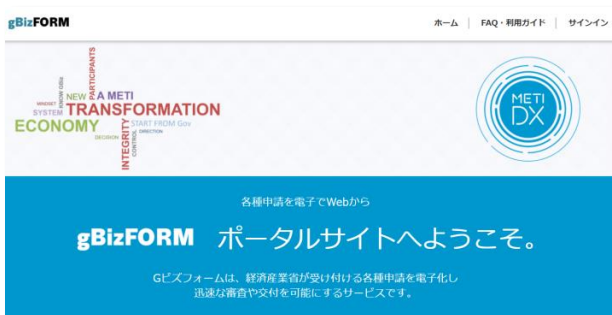 gBizFORM
ホーム | FAQ・利用ガイド | サインイン
PARTICIPANTS
KNOW GBiz
NEW
A METI
MINDSET
SYSTEM
TRANSFORMATION
ECONOMY
START FROM Gov
DECISION
INTEGRITY
CONTROL
DIRECTION
METI
DX
各種申請を電子でWebから
gBizFORM ポータルサイトへようこそ。
Gビズフォームは、経済産業省が受け付ける各種申請を電子化し
迅速な審査や交付を可能にするサービスです。